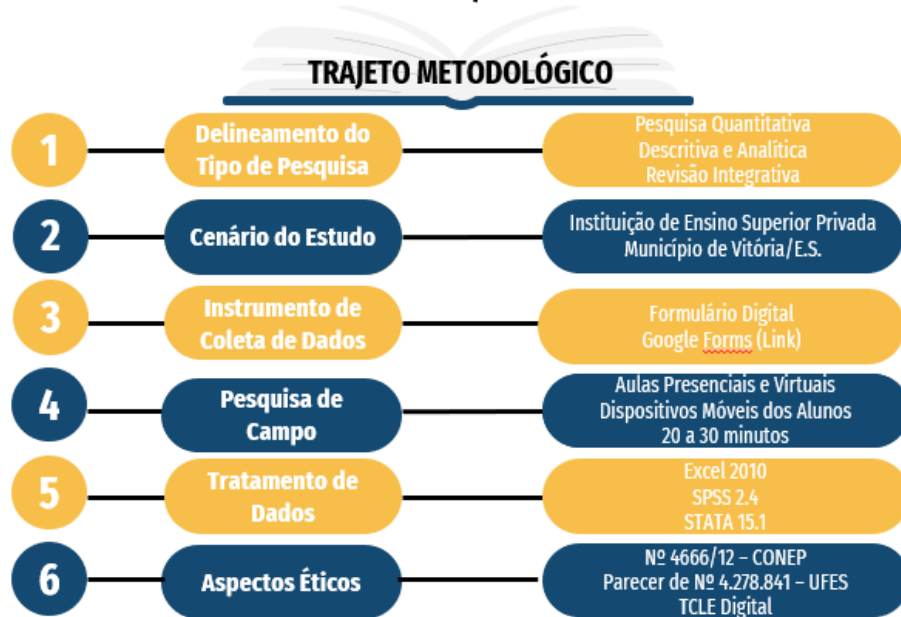 TRAJETO METODOLÓGICO
1
Delineamento do
Tipo de Pesquisa
Pesquisa Quantitativa
Descritiva e Analítica
Revisão Integrativa
2
Cenário do Estudo
Instituição de Ensino Superior Privada
Município de Vitória/E.S.
3
Instrumento de
Coleta de Dados
Formulário Digital
Google Forms (Link)
4
Pesquisa de
Campo
Aulas Presenciais e Virtuais
Dispositivos Móveis dos Alunos
20 a 30 minutos
5
Tratamento de
Dados
Excel 2010
SPSS 2.4
STATA 15.1
6
Aspectos Éticos
Nº 4666/12 – CONEP
Parecer de Nº 4.278.841 – UFES
TCLE Digital